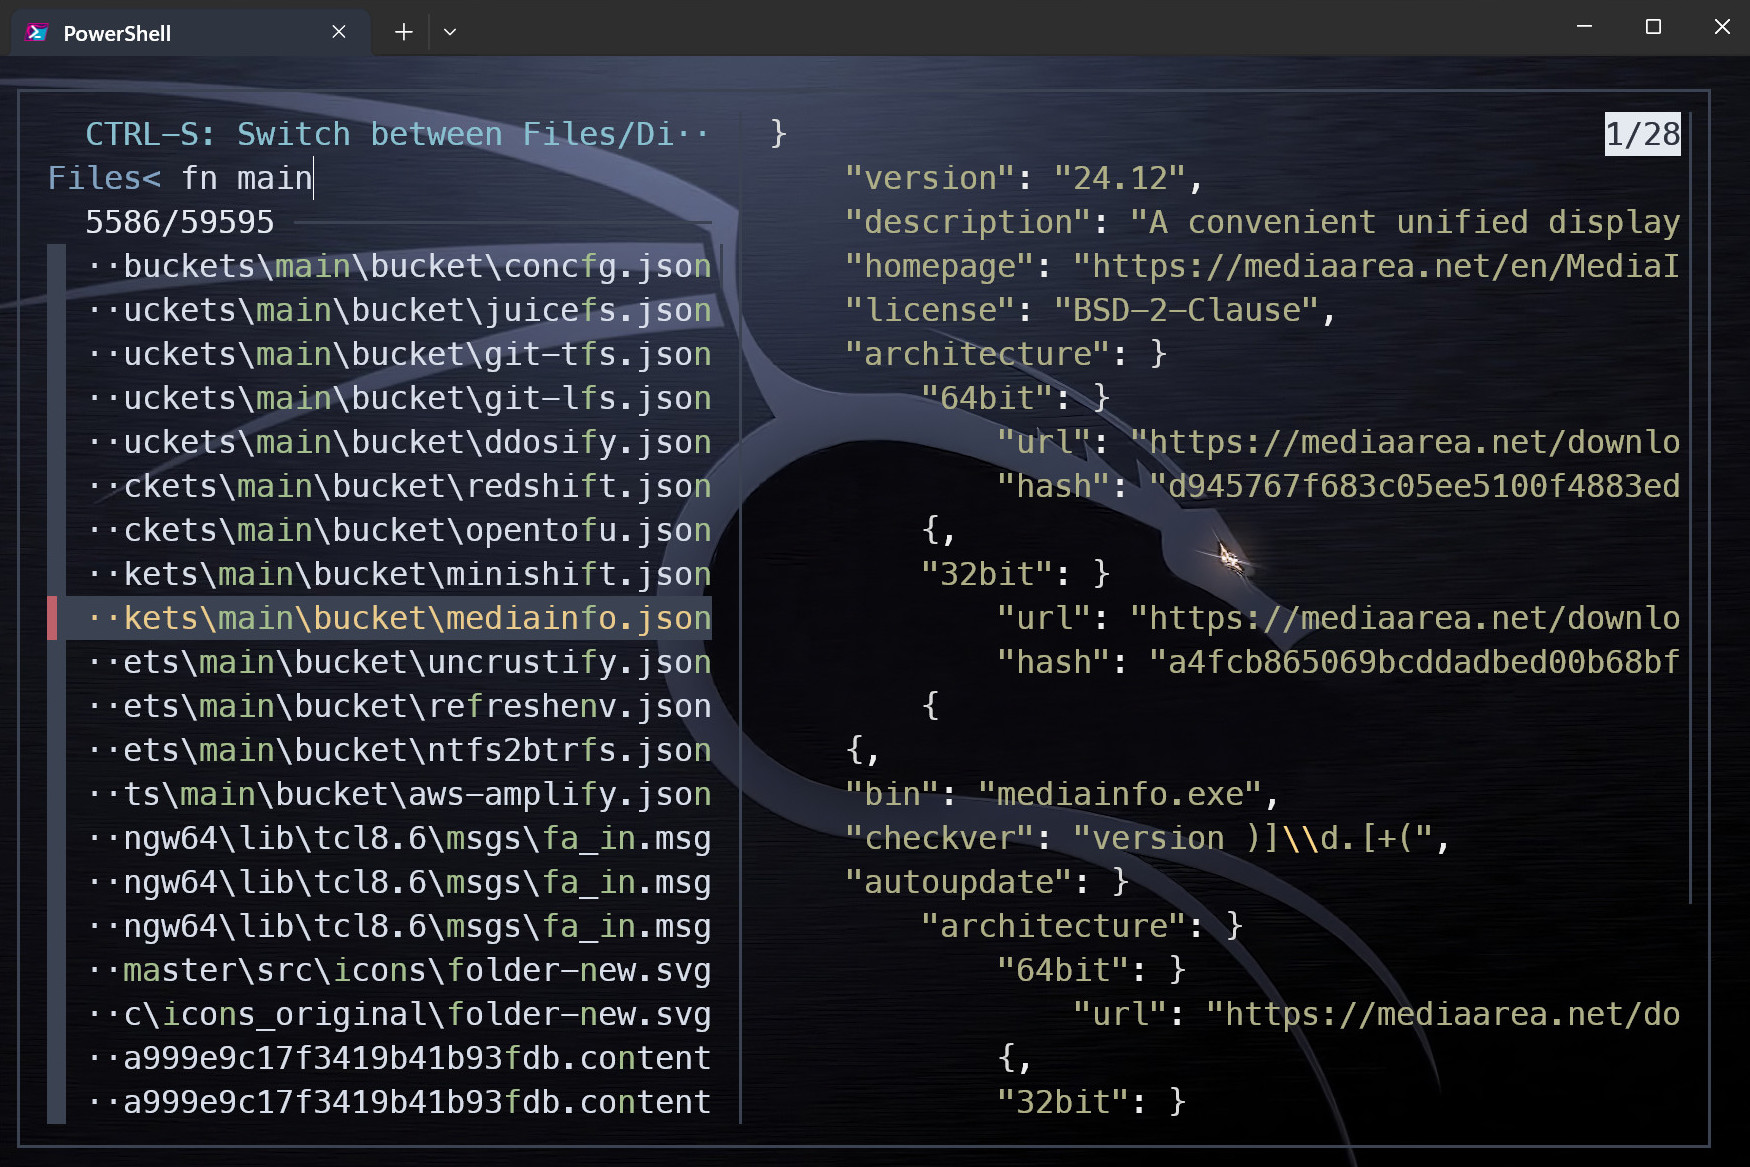 PowerShell
CTRL-S: Switch between Files/Di··
Files< fn main
5586/59595
··buckets\main\bucket\concfg.json
··uckets\main\bucket\juicefs.json
··uckets\main\bucket\git-tfs.json
··uckets\main\bucket\git-lfs.json
··uckets\main\bucket\ddosify.json
··ckets\main\bucket\redshift.json
··ckets\main\bucket\opentofu.json
··kets\main\bucket\minishift.json
··kets\main\bucket\mediainfo.json
··ets\main\bucket\uncrustify.json
··ets\main\bucket\refreshenv.json
··ets\main\bucket\ntfs2btrfs.json
··ts\main\bucket\aws-amplify.json
··ngw64\lib\tcl8.6\msgs\fa_in.msg
··ngw64\lib\tcl8.6\msgs\fa_in.msg
··ngw64\lib\tcl8.6\msgs\fa_in.msg
··master\src\icons\folder-new.svg
··c\icons_original\folder-new.svg
··a999e9c17f3419b41b93fdb.content
··a999e9c17f3419b41b93fdb.content
}
1/28
"version": "24.12",
"description": "A convenient unified display
"homepage": "https://mediaarea.net/en/MediaI
"license": "BSD-2-Clause",
"architecture": }
"64bit": }
"url": "https://mediaarea.net/downlo
"hash": "d945767f683c05ee5100f4883ed
{,
"32bit": }
"url": "https://mediaarea.net/downlo
"hash": "a4fcb865069bcddadbed00b68bf
{
{,
"bin": "mediainfo.exe",
"checkver": "version )]\\d.[+(",
"autoupdate": }
"architecture": }
"64bit": }
"url": "https://mediaarea.net/do
{,
"32bit": }